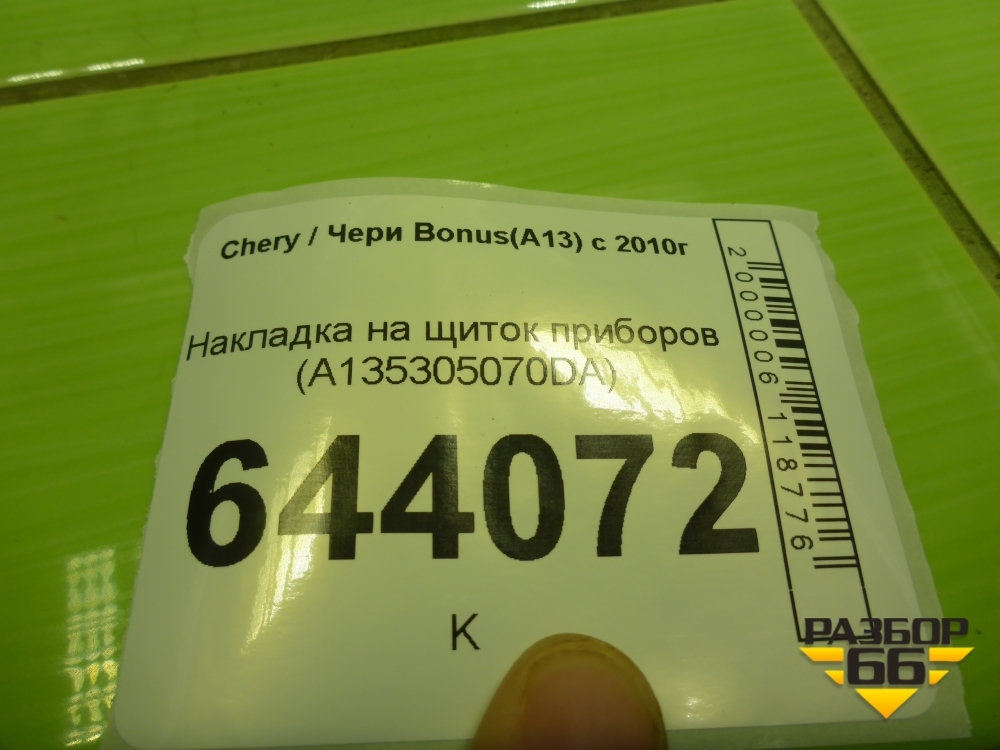 Chery / Чери Bonus(A13) с 2010г
Накладка на щиток приборов
(A135305070DA)
644072
K
2000006118776
РАЗБОР
66